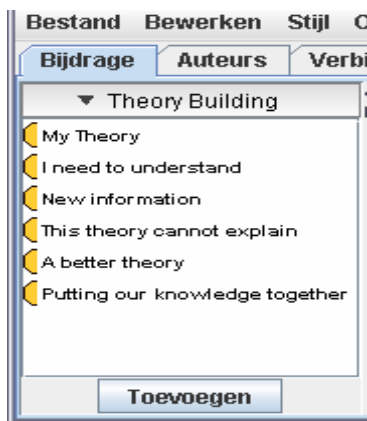 Bestand Bewerken Stijl
Bijdrage Auteurs
Theory Building
My Theory
I need to understand
New information
This theory cannot explain
A better theory
Putting our knowledge together
Toevoegen